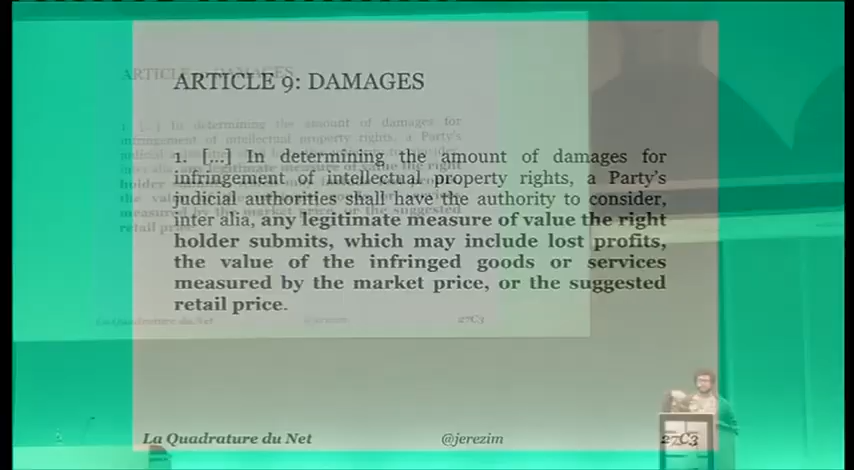 ARTICLE 9: DAMAGES
1. [...] In determining the amount of damages for
infringement of intellectual property rights, a Party's
judicial authorities shall have the authority to consider,
inter alia, any legitimate measure of value the right
holder submits, which may include lost profits,
the value of the infringed goods or services
measured by the market price, or the suggested
retail price.
La Quadrature du Net
@jerezim
27C3